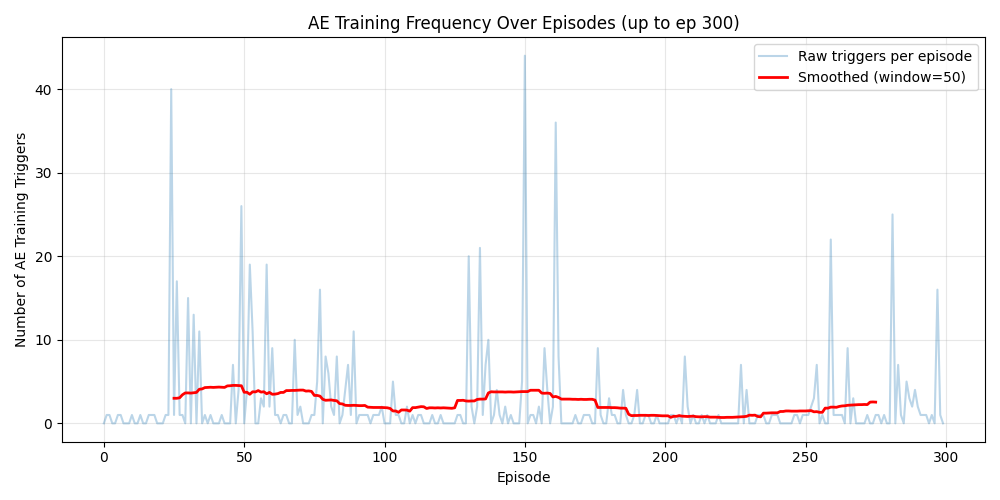 AE Training Frequency Over Episodes (up to ep 300)
Raw triggers per episode
Smoothed (window=50)
Number of AE Training Triggers
40
30
20
10
0
0 50 100 150 200 250 300
Episode